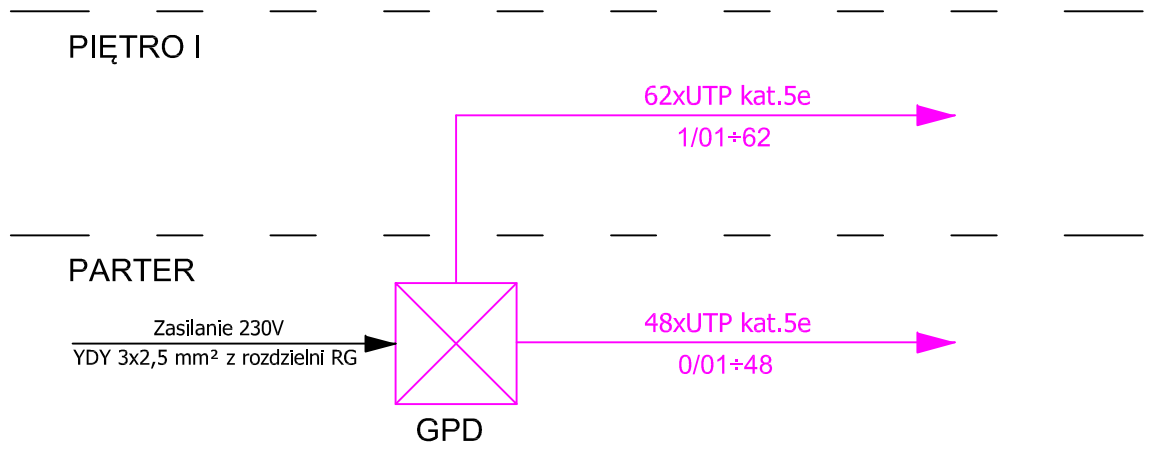 PIĘTRO I
62xUTP kat.5e
1/01÷62
PARTER
Zasilanie 230V
YDY 3x2,5 mm² z rozdzielni RG
48xUTP kat.5e
0/01÷48
GPD